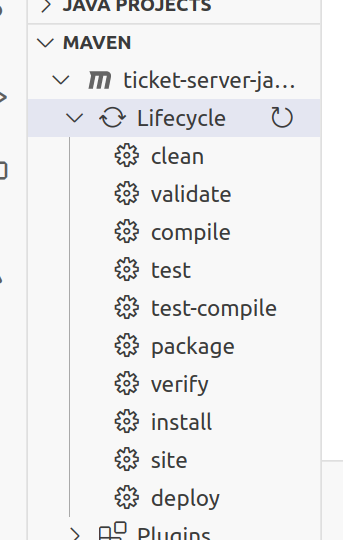 JAVA PROJECTS
MAVEN
ticket-server-ja...
Lifecycle
clean
validate
compile
test
test-compile
package
verify
install
site
deploy
Plugins